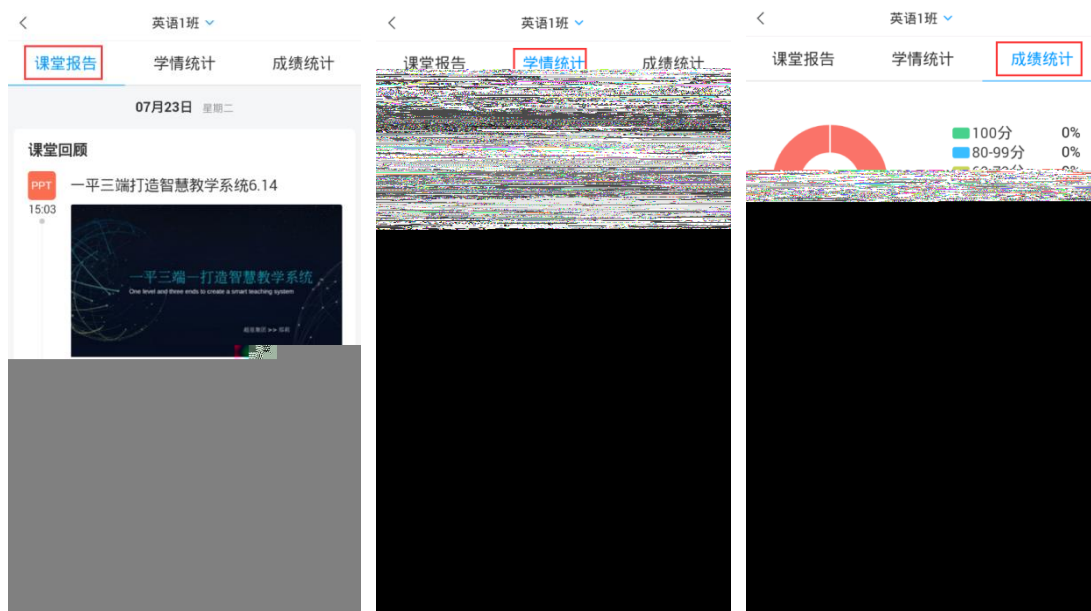 英语1班
课堂报告 学情统计 成绩统计
07月23日 星期二
课堂回顾
PPT 一平三端打造智慧教学系统6.14
15:03
一平三端—打造智慧教学系统
One level and three ends to create a smart teaching system
英语1班
课堂报告 学情统计 成绩统计
英语1班
课堂报告 学情统计 成绩统计
100分 0%
80-99分 0%